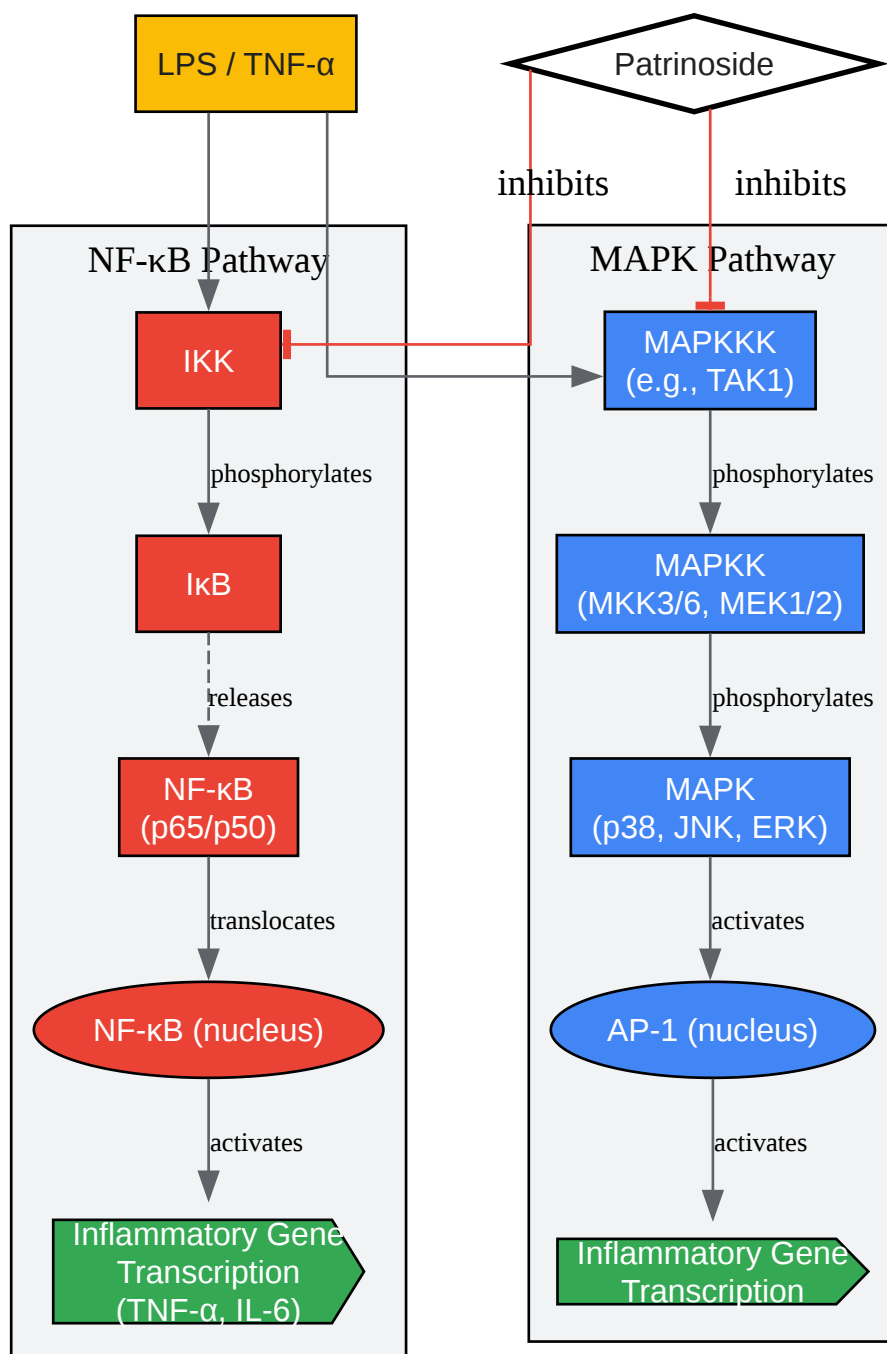 LPS / TNF-α
Patrinoside
inhibits
inhibits
NF-κB Pathway
MAPK Pathway
IKK
MAPKKK
(e.g., TAK1)
phosphorylates
phosphorylates
IκB
MAPKK
(MKK3/6, MEK1/2)
releases
phosphorylates
NF-κB
(p65/p50)
MAPK
(p38, JNK, ERK)
translocates
activates
NF-κB (nucleus)
AP-1 (nucleus)
activates
activates
Inflammatory Gene
Transcription
(TNF-α, IL-6)
Inflammatory Gene
Transcription